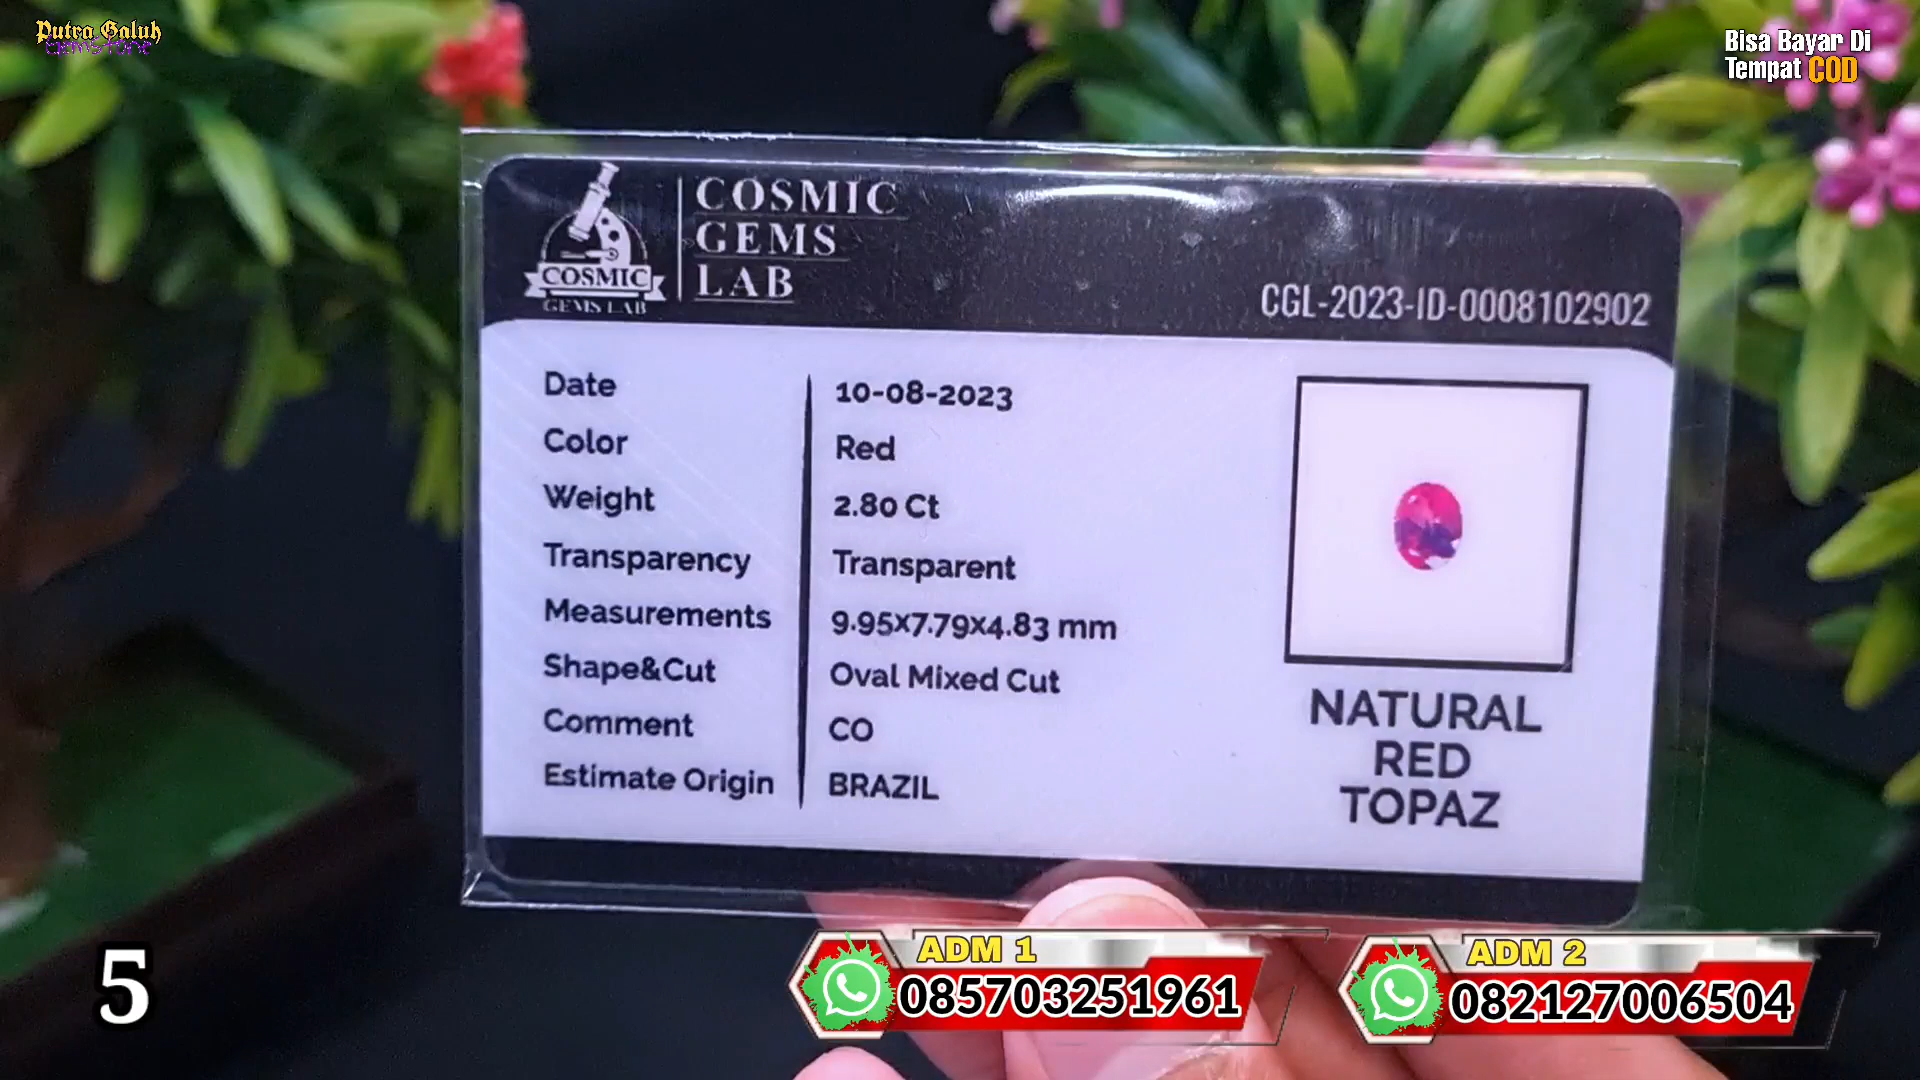 Putra Galuh
Gemstone
Bisa Bayar Di
Tempat COD
COSMIC
GEMS LAB
COSMIC
GEMS
LAB
CGL-2023-ID-0008102902
Date 10-08-2023
Color Red
Weight 2.80 Ct
Transparency Transparent
Measurements 9.95x7.79x4.83 mm
Shape&Cut Oval Mixed Cut
Comment CO
Estimate Origin BRAZIL
NATURAL
RED
TOPAZ
5
ADM 1
085703251961
ADM 2
082127006504